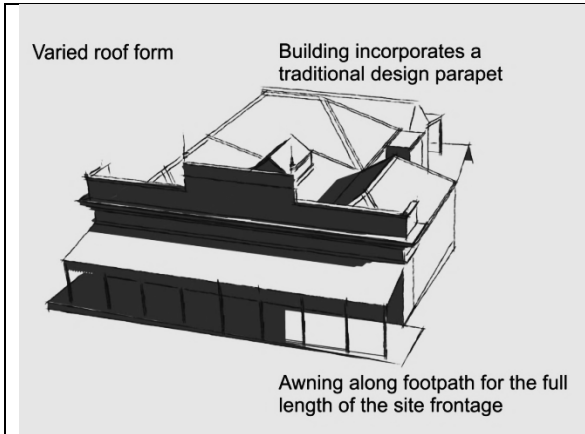 Varied roof form
Building incorporates a
traditional design parapet
Awning along footpath for the full
length of the site frontage